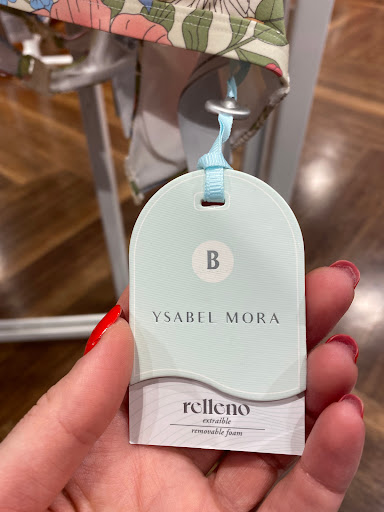 B
YSABEL MORA
relleno
extraíble
removable foam